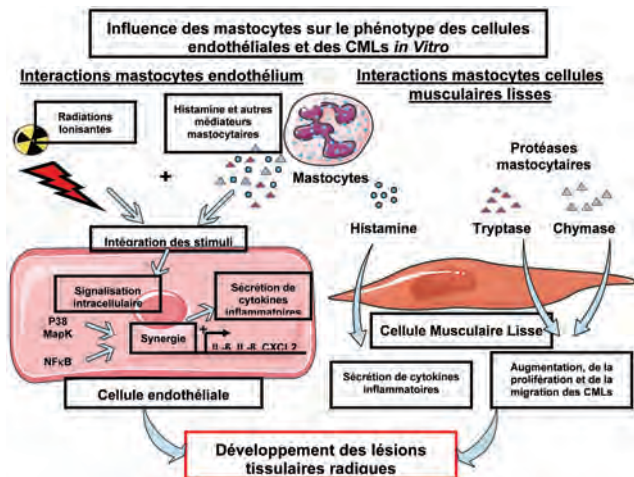 Influence des mastocytes sur le phénotype des cellules
endothéliales et des CMLs in Vitro
Interactions mastocytes endothélium
Radiations
Ionisantes
Histamine et autres
médiateurs
mastocytaires
+
Mastocytes
Intégration des stimuli
Signalisation
intracellulaire
Sécrétion de
cytokines
inflammatoires
P38
MapK
NFκB
Synergie
+
IL-6 IL-8 CXCL2
Cellule endothéliale
Interactions mastocytes cellules
musculaires lisses
Protéases
mastocytaires
Histamine
Tryptase
Chymase
Cellule Musculaire Lisse
Sécrétion de cytokines
inflammatoires
Augmentation, de la
prolifération et de la
migration des CMLs
Développement des lésions
tissulaires radiques